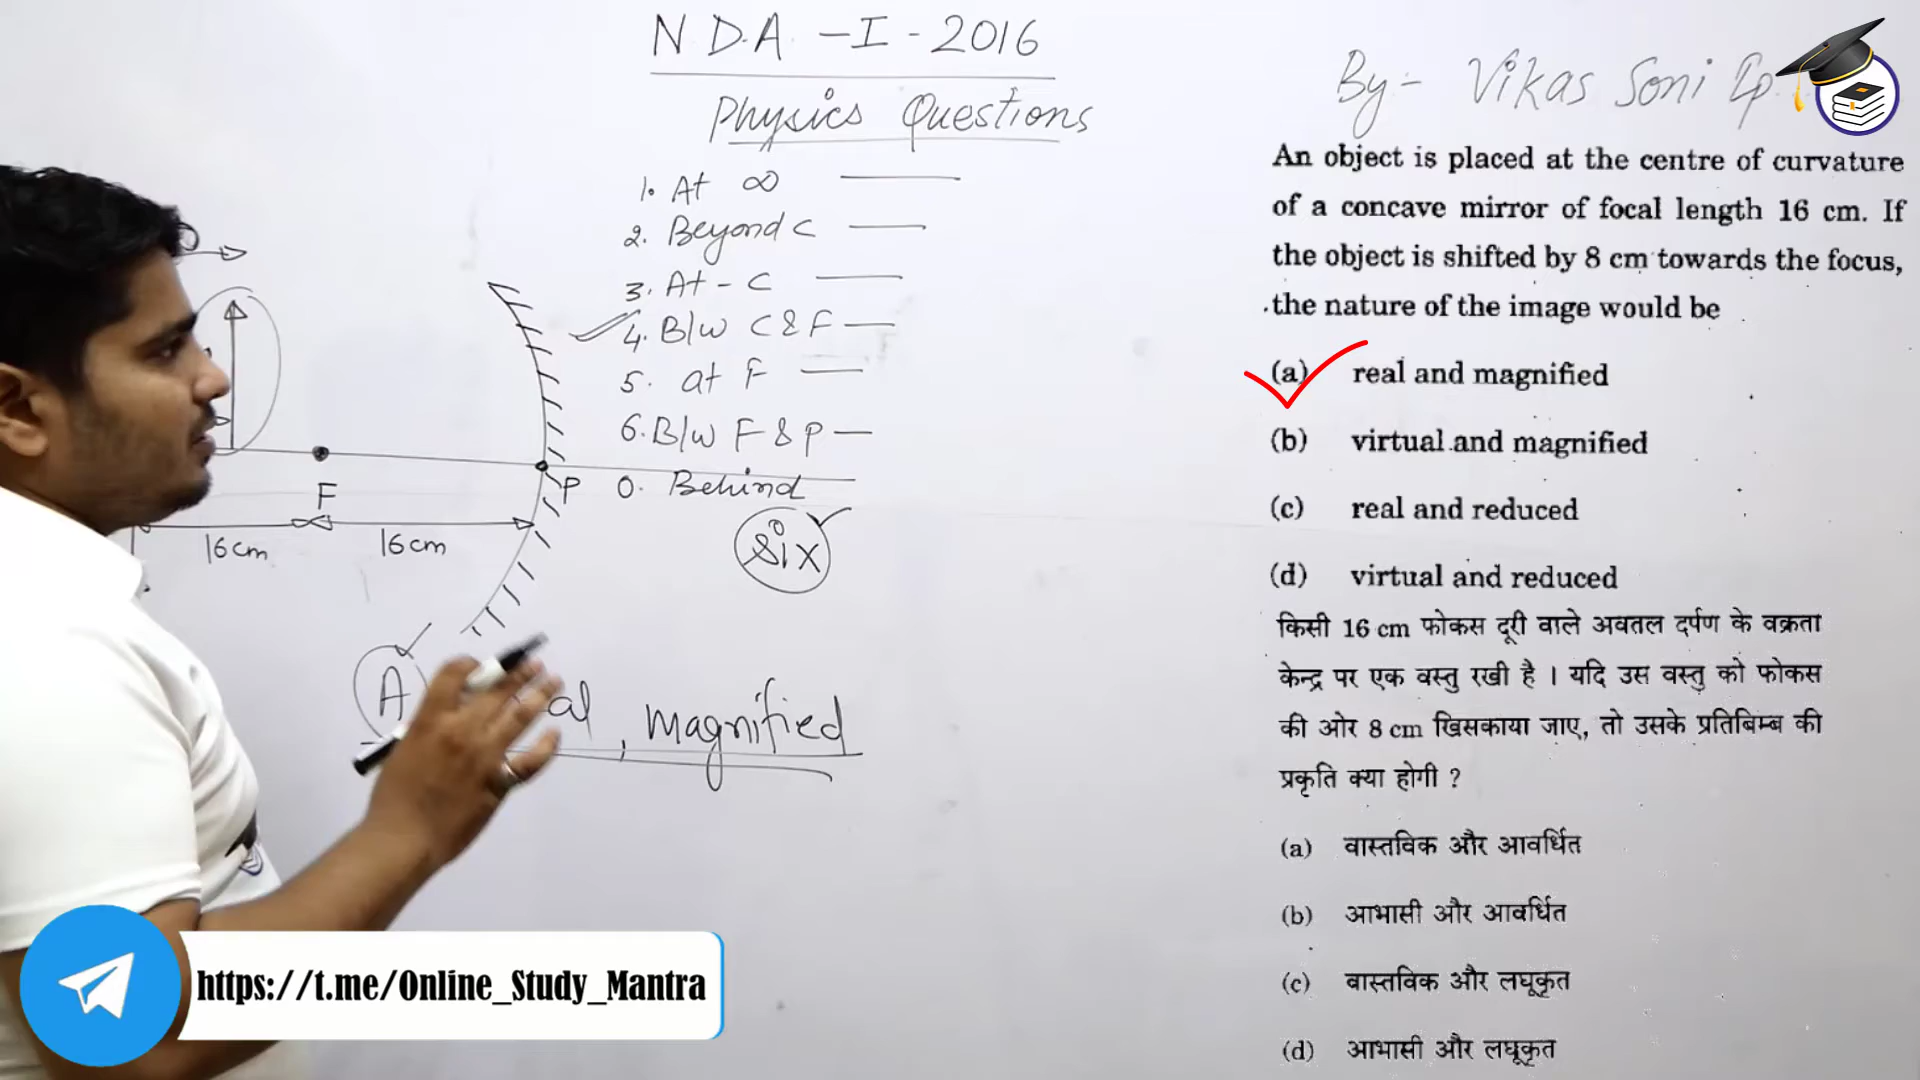 N.D.A. -I- 2016
Physics Questions
1. At ∞
2. Beyond C
3. At - C
4. B/w C & F
5. at F
6. B/w F & P
0. Behind
six
F
P
16cm
16cm
A
, magnified
By:- Vikas Soni
An object is placed at the centre of curvature
of a concave mirror of focal length 16 cm. If
the object is shifted by 8 cm towards the focus,
the nature of the image would be
(a) real and magnified
(b) virtual and magnified
(c) real and reduced
(d) virtual and reduced
किसी 16 cm फोकस दूरी वाले अवतल दर्पण के वक्रता
केन्द्र पर एक वस्तु रखी है । यदि उस वस्तु को फोकस
की ओर 8 cm खिसकाया जाए, तो उसके प्रतिबिम्ब की
प्रकृति क्या होगी ?
(a) वास्तविक और आवर्धित
(b) आभासी और आवर्धित
(c) वास्तविक और लघूकृत
(d) आभासी और लघूकृत
https://t.me/Online_Study_Mantra